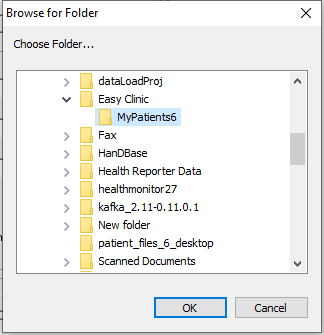 Browse for Folder
Choose Folder...
dataLoadProj
Easy Clinic
MyPatients6
Fax
HanDBase
Health Reporter Data
healthmonitor27
kafka_2.11-0.11.0.1
New folder
patient_files_6_desktop
Scanned Documents
OK
Cancel